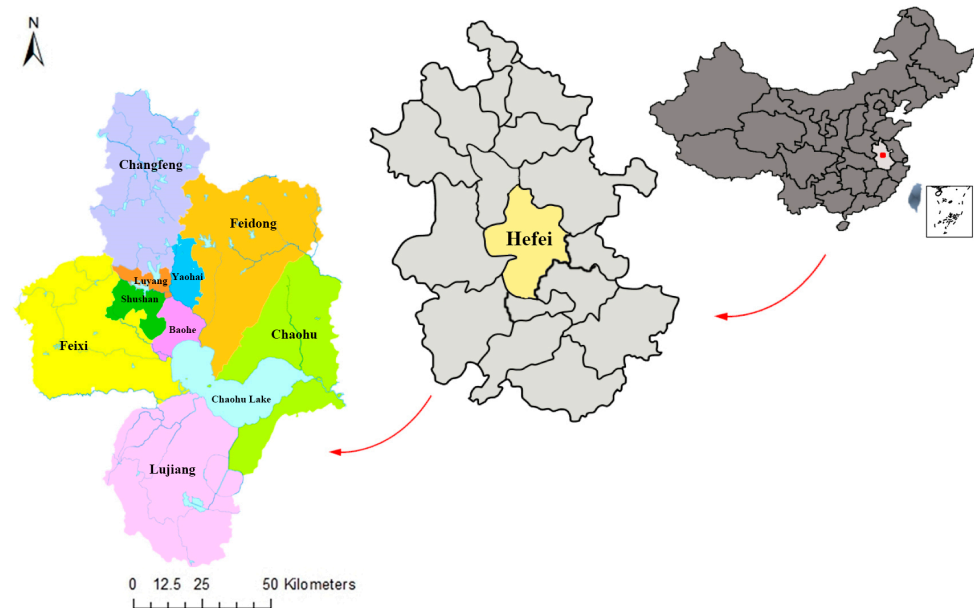 N
Changfeng
Feidong
Luyang
Yaohai
Shushan
Baohe
Feixi
Chaohu
Chaohu Lake
Lujiang
0 12.5 25 50 Kilometers
Hefei